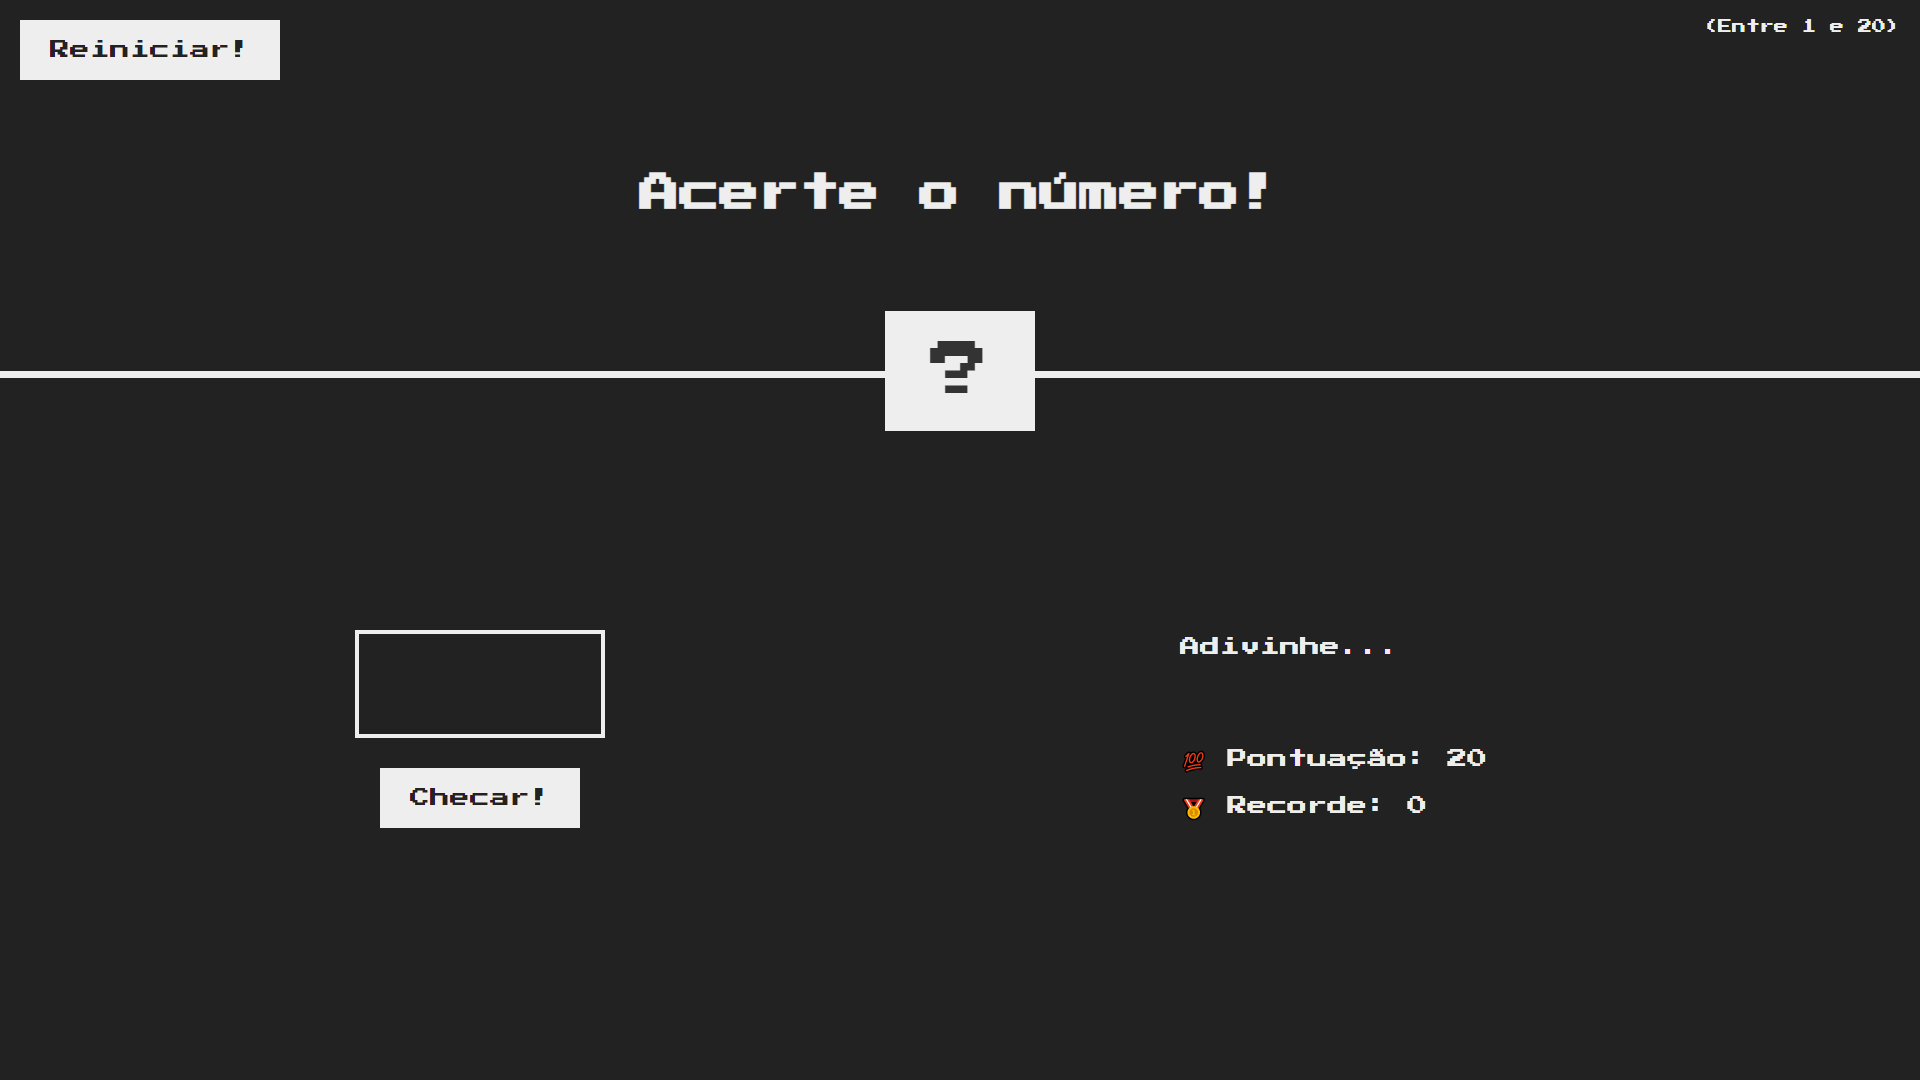 Reiniciar!
(Entre 1 e 20)
Acerte o número!
?
Adivinhe...
💯 Pontuação: 20
🥇 Recorde: 0
Checar!